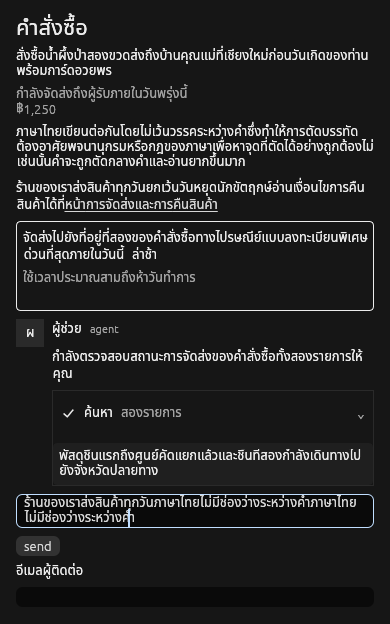 คำสั่งซื้อ
สั่งซื้อน้ำผึ้งป่าสองขวดส่งถึงบ้านคุณแม่ที่เชียงใหม่ก่อนวันเกิดของท่าน
พร้อมการ์ดอวยพร
กำลังจัดส่งถึงผู้รับภายในวันพรุ่งนี้
฿1,250
ภาษาไทยเขียนต่อกันโดยไม่เว้นวรรคระหว่างคำซึ่งทำให้การตัดบรรทัด
ต้องอาศัยพจนานุกรมหรือกฎของภาษาเพื่อหาจุดที่ตัดได้อย่างถูกต้องไม่
เช่นนั้นคำจะถูกตัดกลางคำและอ่านยากขึ้นมาก
ร้านของเราส่งสินค้าทุกวันยกเว้นวันหยุดนักขัตฤกษ์อ่านเงื่อนไขการคืน
สินค้าได้ที่หน้าการจัดส่งและการคืนสินค้า
จัดส่งไปยังที่อยู่ที่สองของคำสั่งซื้อทางไปรษณีย์แบบลงทะเบียนพิเศษ
ด่วนที่สุดภายในวันนี้ ล่าช้า
ใช้เวลาประมาณสามถึงห้าวันทำการ
ผ
ผู้ช่วย agent
กำลังตรวจสอบสถานะการจัดส่งของคำสั่งซื้อทั้งสองรายการให้
คุณ
ค้นหา สองรายการ
พัสดุชิ้นแรกถึงศูนย์คัดแยกแล้วและชิ้นที่สองกำลังเดินทางไป
ยังจังหวัดปลายทาง
ร้านของเราส่งสินค้าทุกวันภาษาไทยไม่มีช่องว่างระหว่างคำภาษาไทย
ไม่มีช่องว่างระหว่างคำ
send
อีเมลผู้ติดต่อ